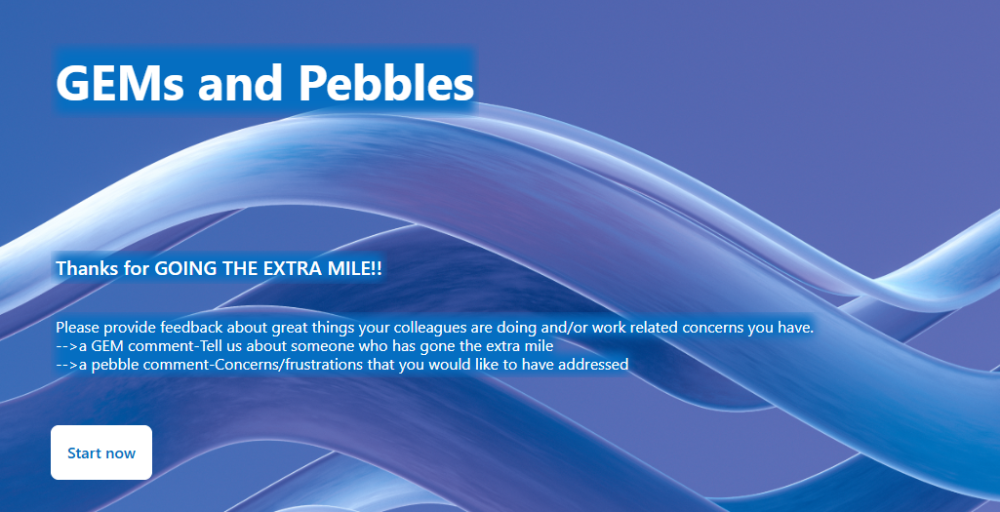 GEMs and Pebbles
Thanks for GOING THE EXTRA MILE!!
Please provide feedback about great things your colleagues are doing and/or work related concerns you have.
-->a GEM comment-Tell us about someone who has gone the extra mile
-->a pebble comment-Concerns/frustrations that you would like to have addressed
Start now